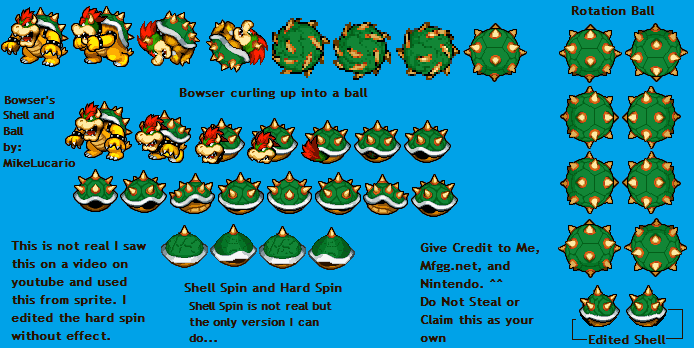 Rotation Ball
Bowser curling up into a ball
Bowser's
Shell and
Ball
by:
MikeLucario
This is not real I saw
this on a video on
youtube and used
this from sprite. I
edited the hard spin
without effect.
Shell Spin and Hard Spin
Shell Spin is not real but
the only version I can
do...
Give Credit to Me,
Mfgg.net, and
Nintendo. ^^
Do Not Steal or
Claim this as your
own
Edited Shell